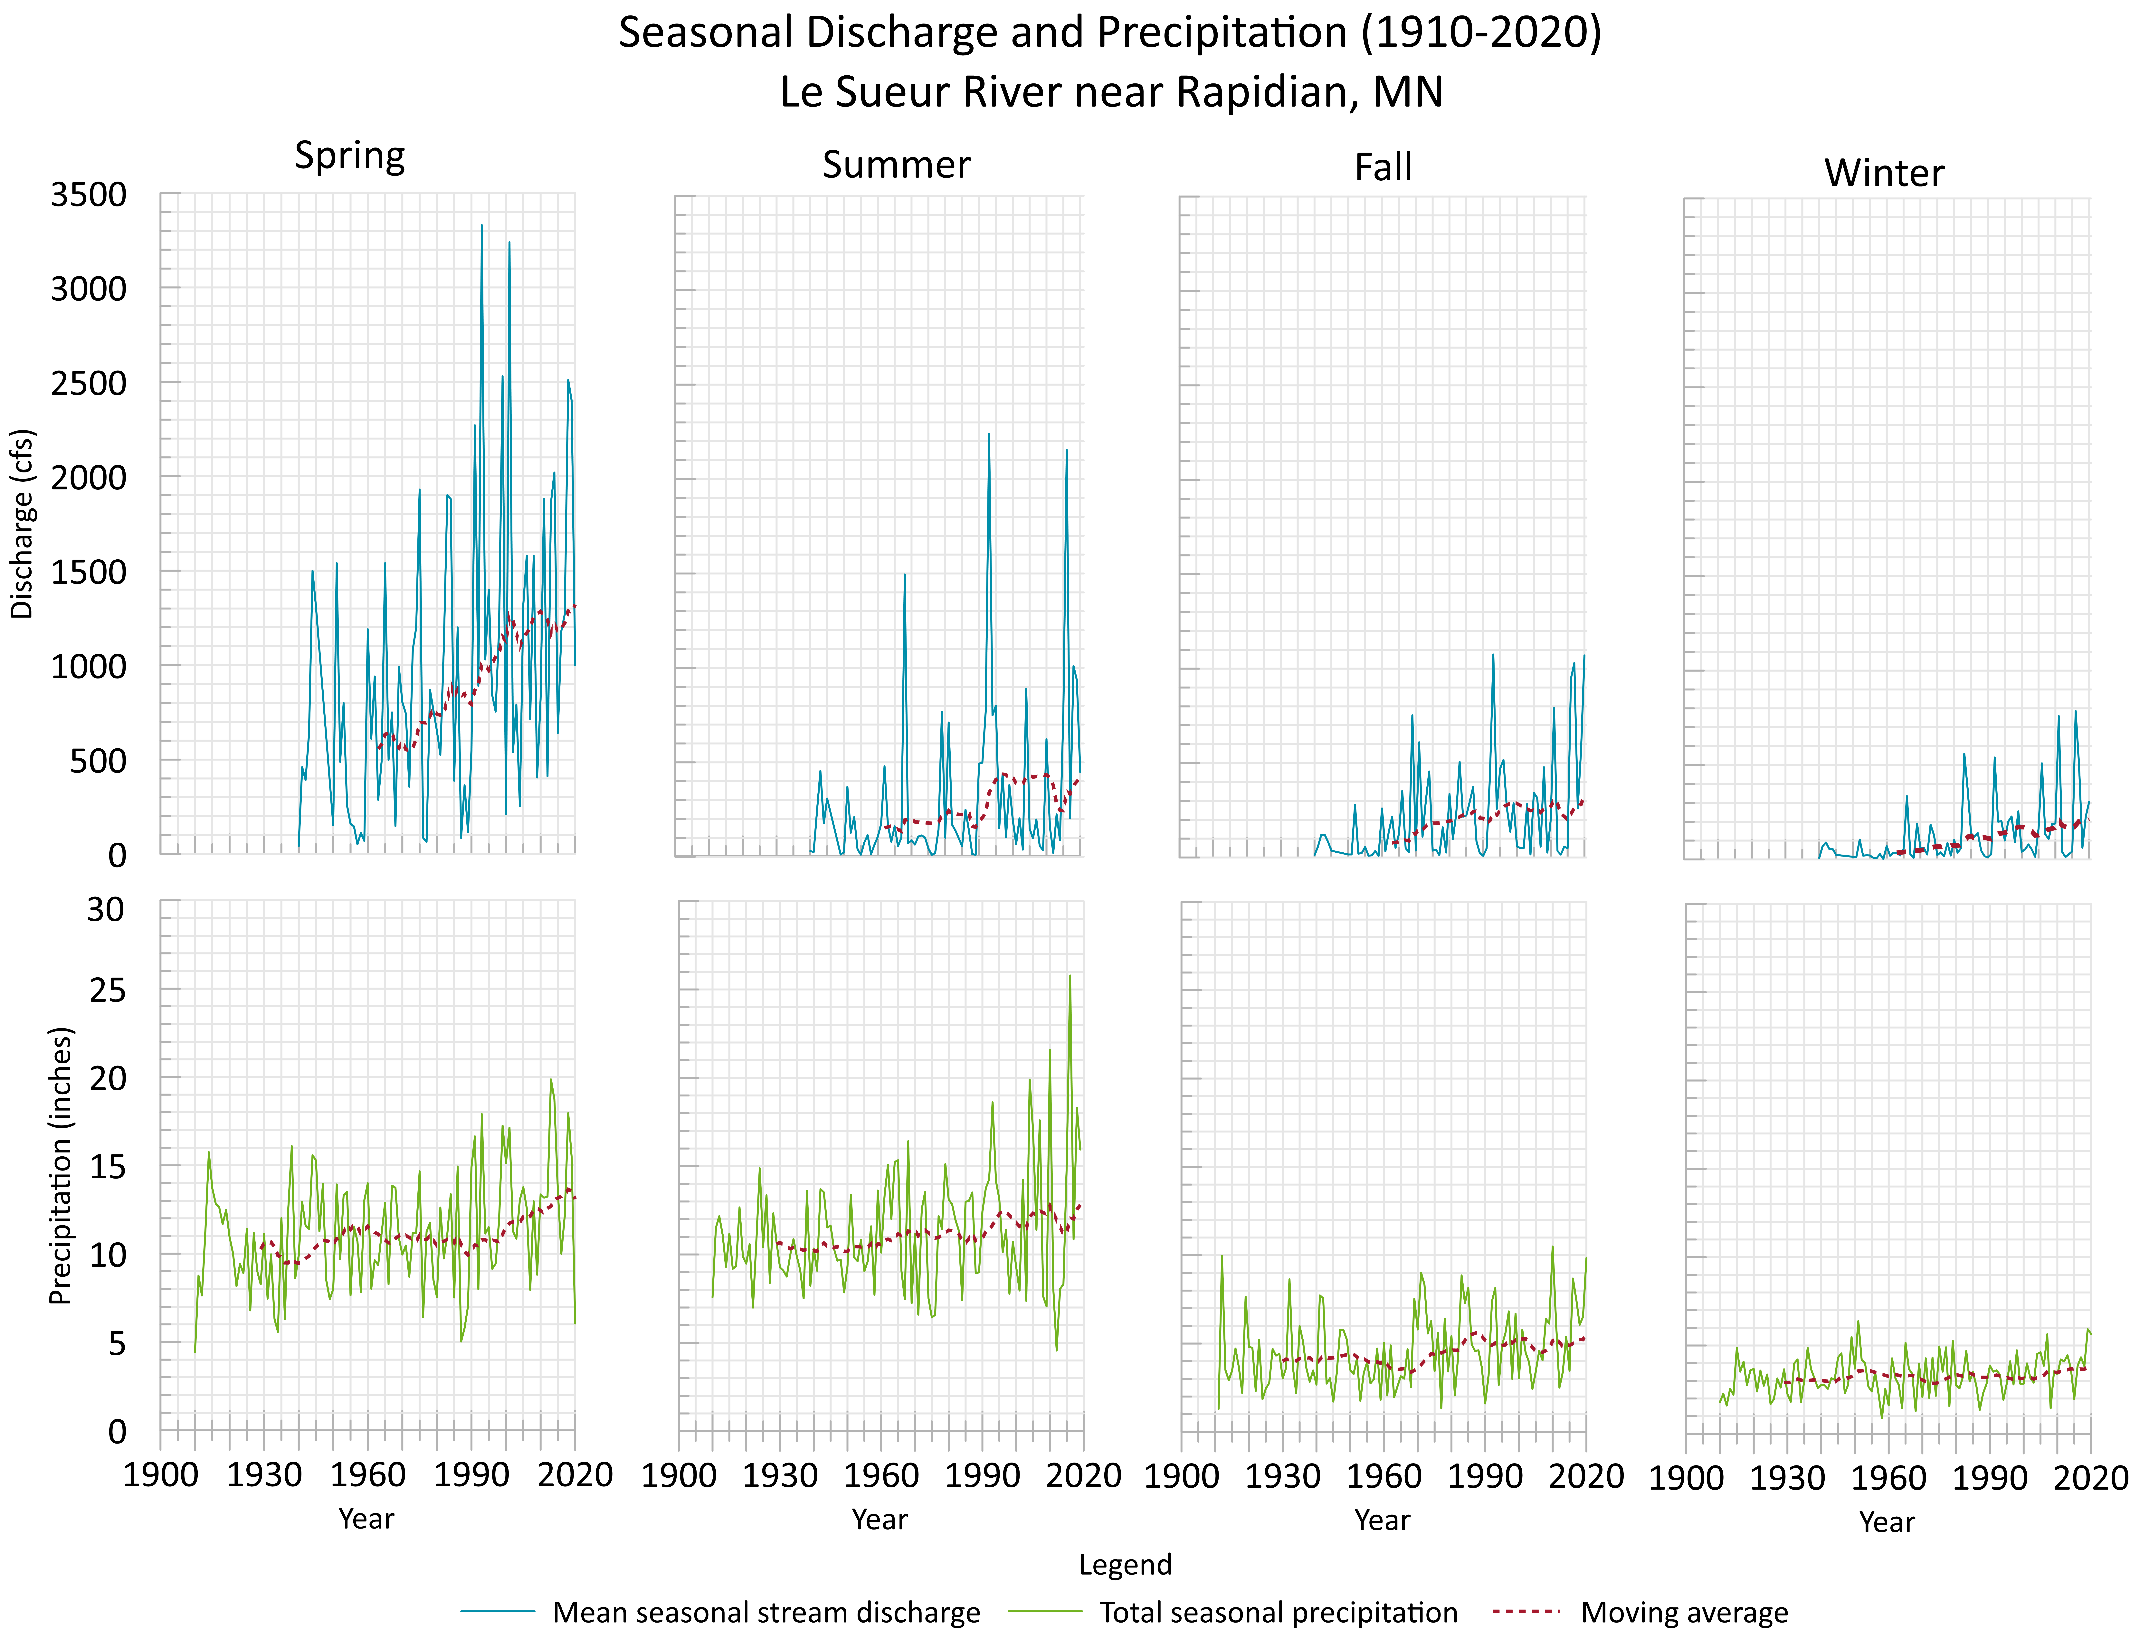 Seasonal Discharge and Precipitation (1910-2020)
Le Sueur River near Rapidian, MN
Spring
Summer
Fall
Winter
Discharge (cfs)
3500
3000
2500
2000
1500
1000
500
0
Precipitation (inches)
30
25
20
15
10
5
0
1900 1930 1960 1990 2020
1900 1930 1960 1990 2020
1900 1930 1960 1990 2020
1900 1930 1960 1990 2020
Year
Year
Year
Year
Legend
Mean seasonal stream discharge
Total seasonal precipitation
Moving average